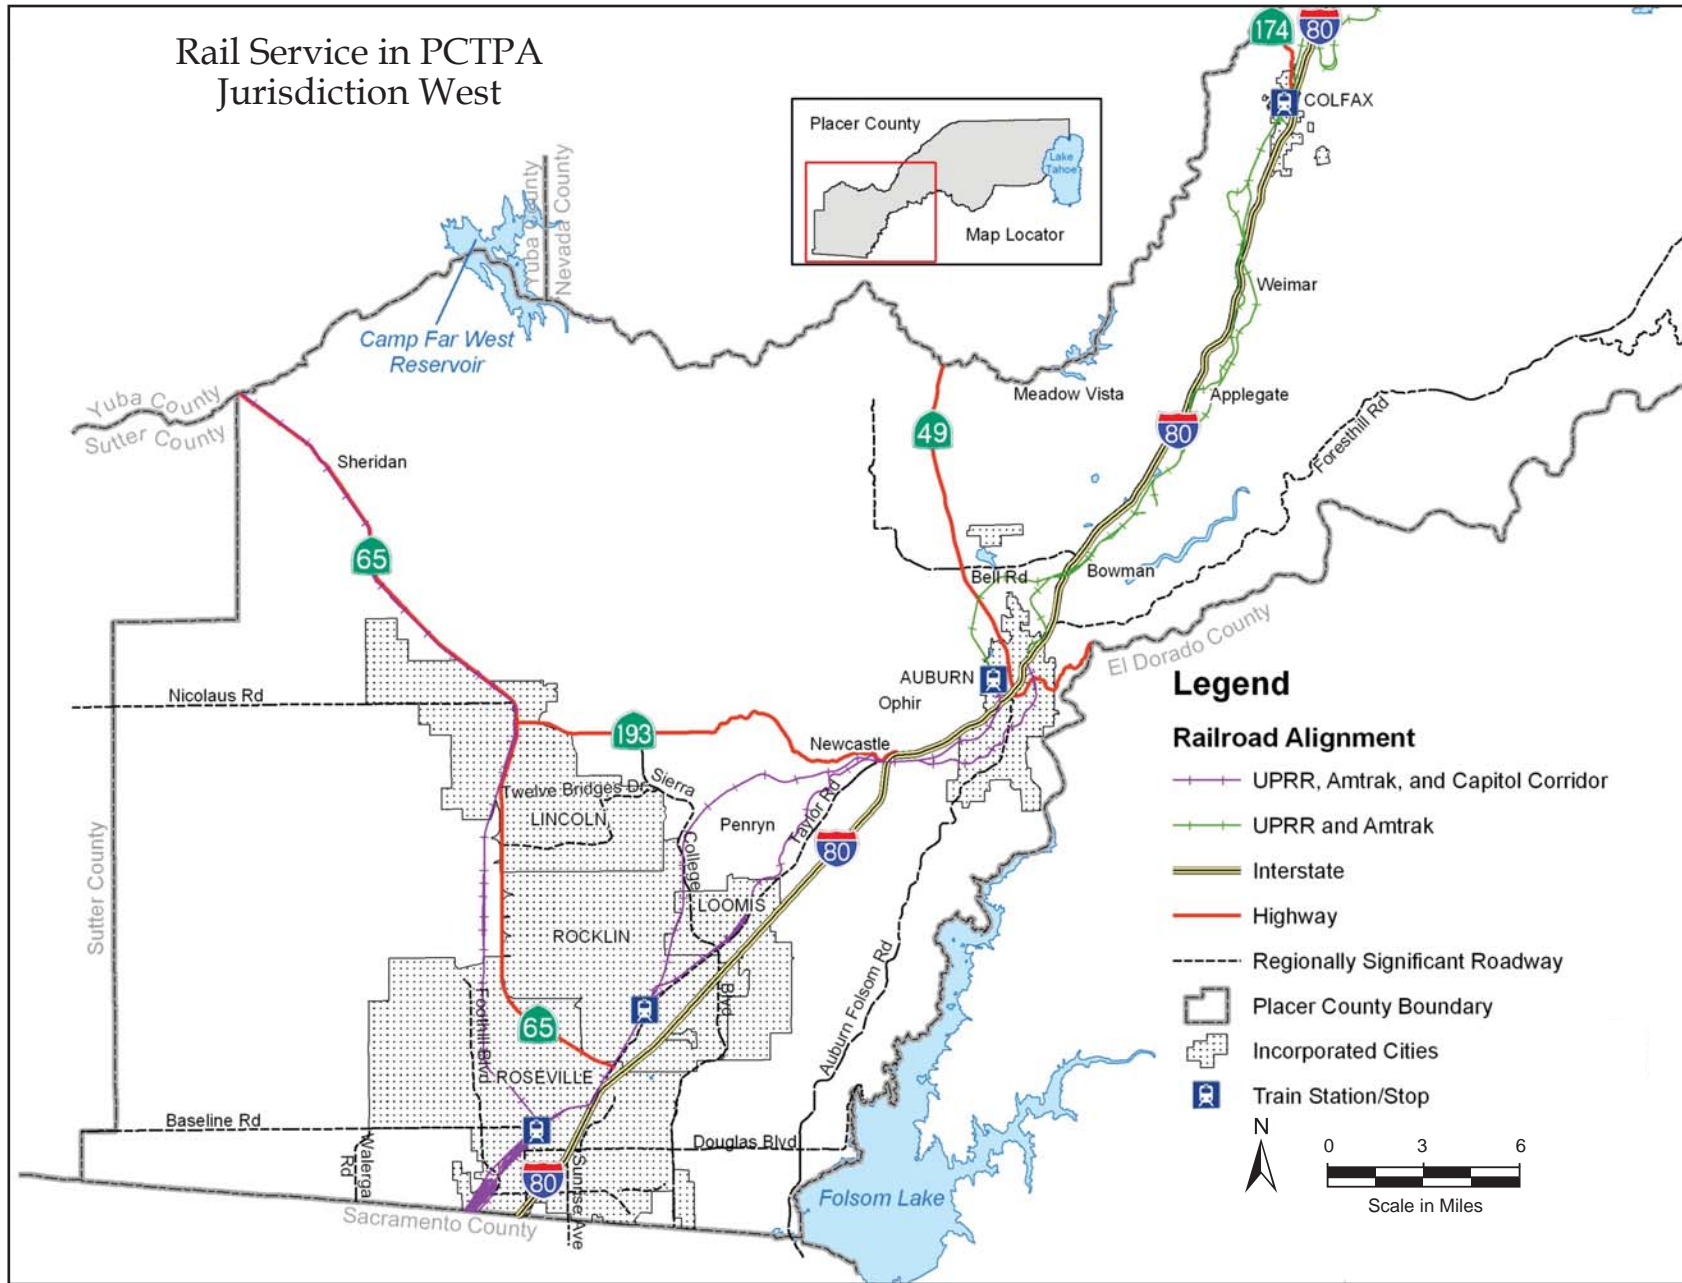 Rail Service in PCTPA
Jurisdiction West
174
80
COLFAX
Placer County
Lake
Tahoe
Map Locator
Yuba County
Nevada County
Weimar
Camp Far West
Reservoir
Yuba County
Sutter County
Meadow Vista
Applegate
49
80
Foresthill Rd
Sheridan
65
Bell Rd
Bowman
El Dorado County
AUBURN
Ophir
Nicolaus Rd
193
Newcastle
Twelve Bridges Dr
Sierra
College
Blvd
LINCOLN
Penryn
Taylor Rd
80
Sutter County
LOOMIS
ROCKLIN
Auburn Folsom Rd
Foothill Blvd
65
ROSEVILLE
Baseline Rd
Walerga
Rd
Douglas Blvd
80
Sunrise Ave
Folsom Lake
Sacramento County
Legend
Railroad Alignment
UPRR, Amtrak, and Capitol Corridor
UPRR and Amtrak
Interstate
Highway
Regionally Significant Roadway
Placer County Boundary
Incorporated Cities
Train Station/Stop
N
0 3 6
Scale in Miles